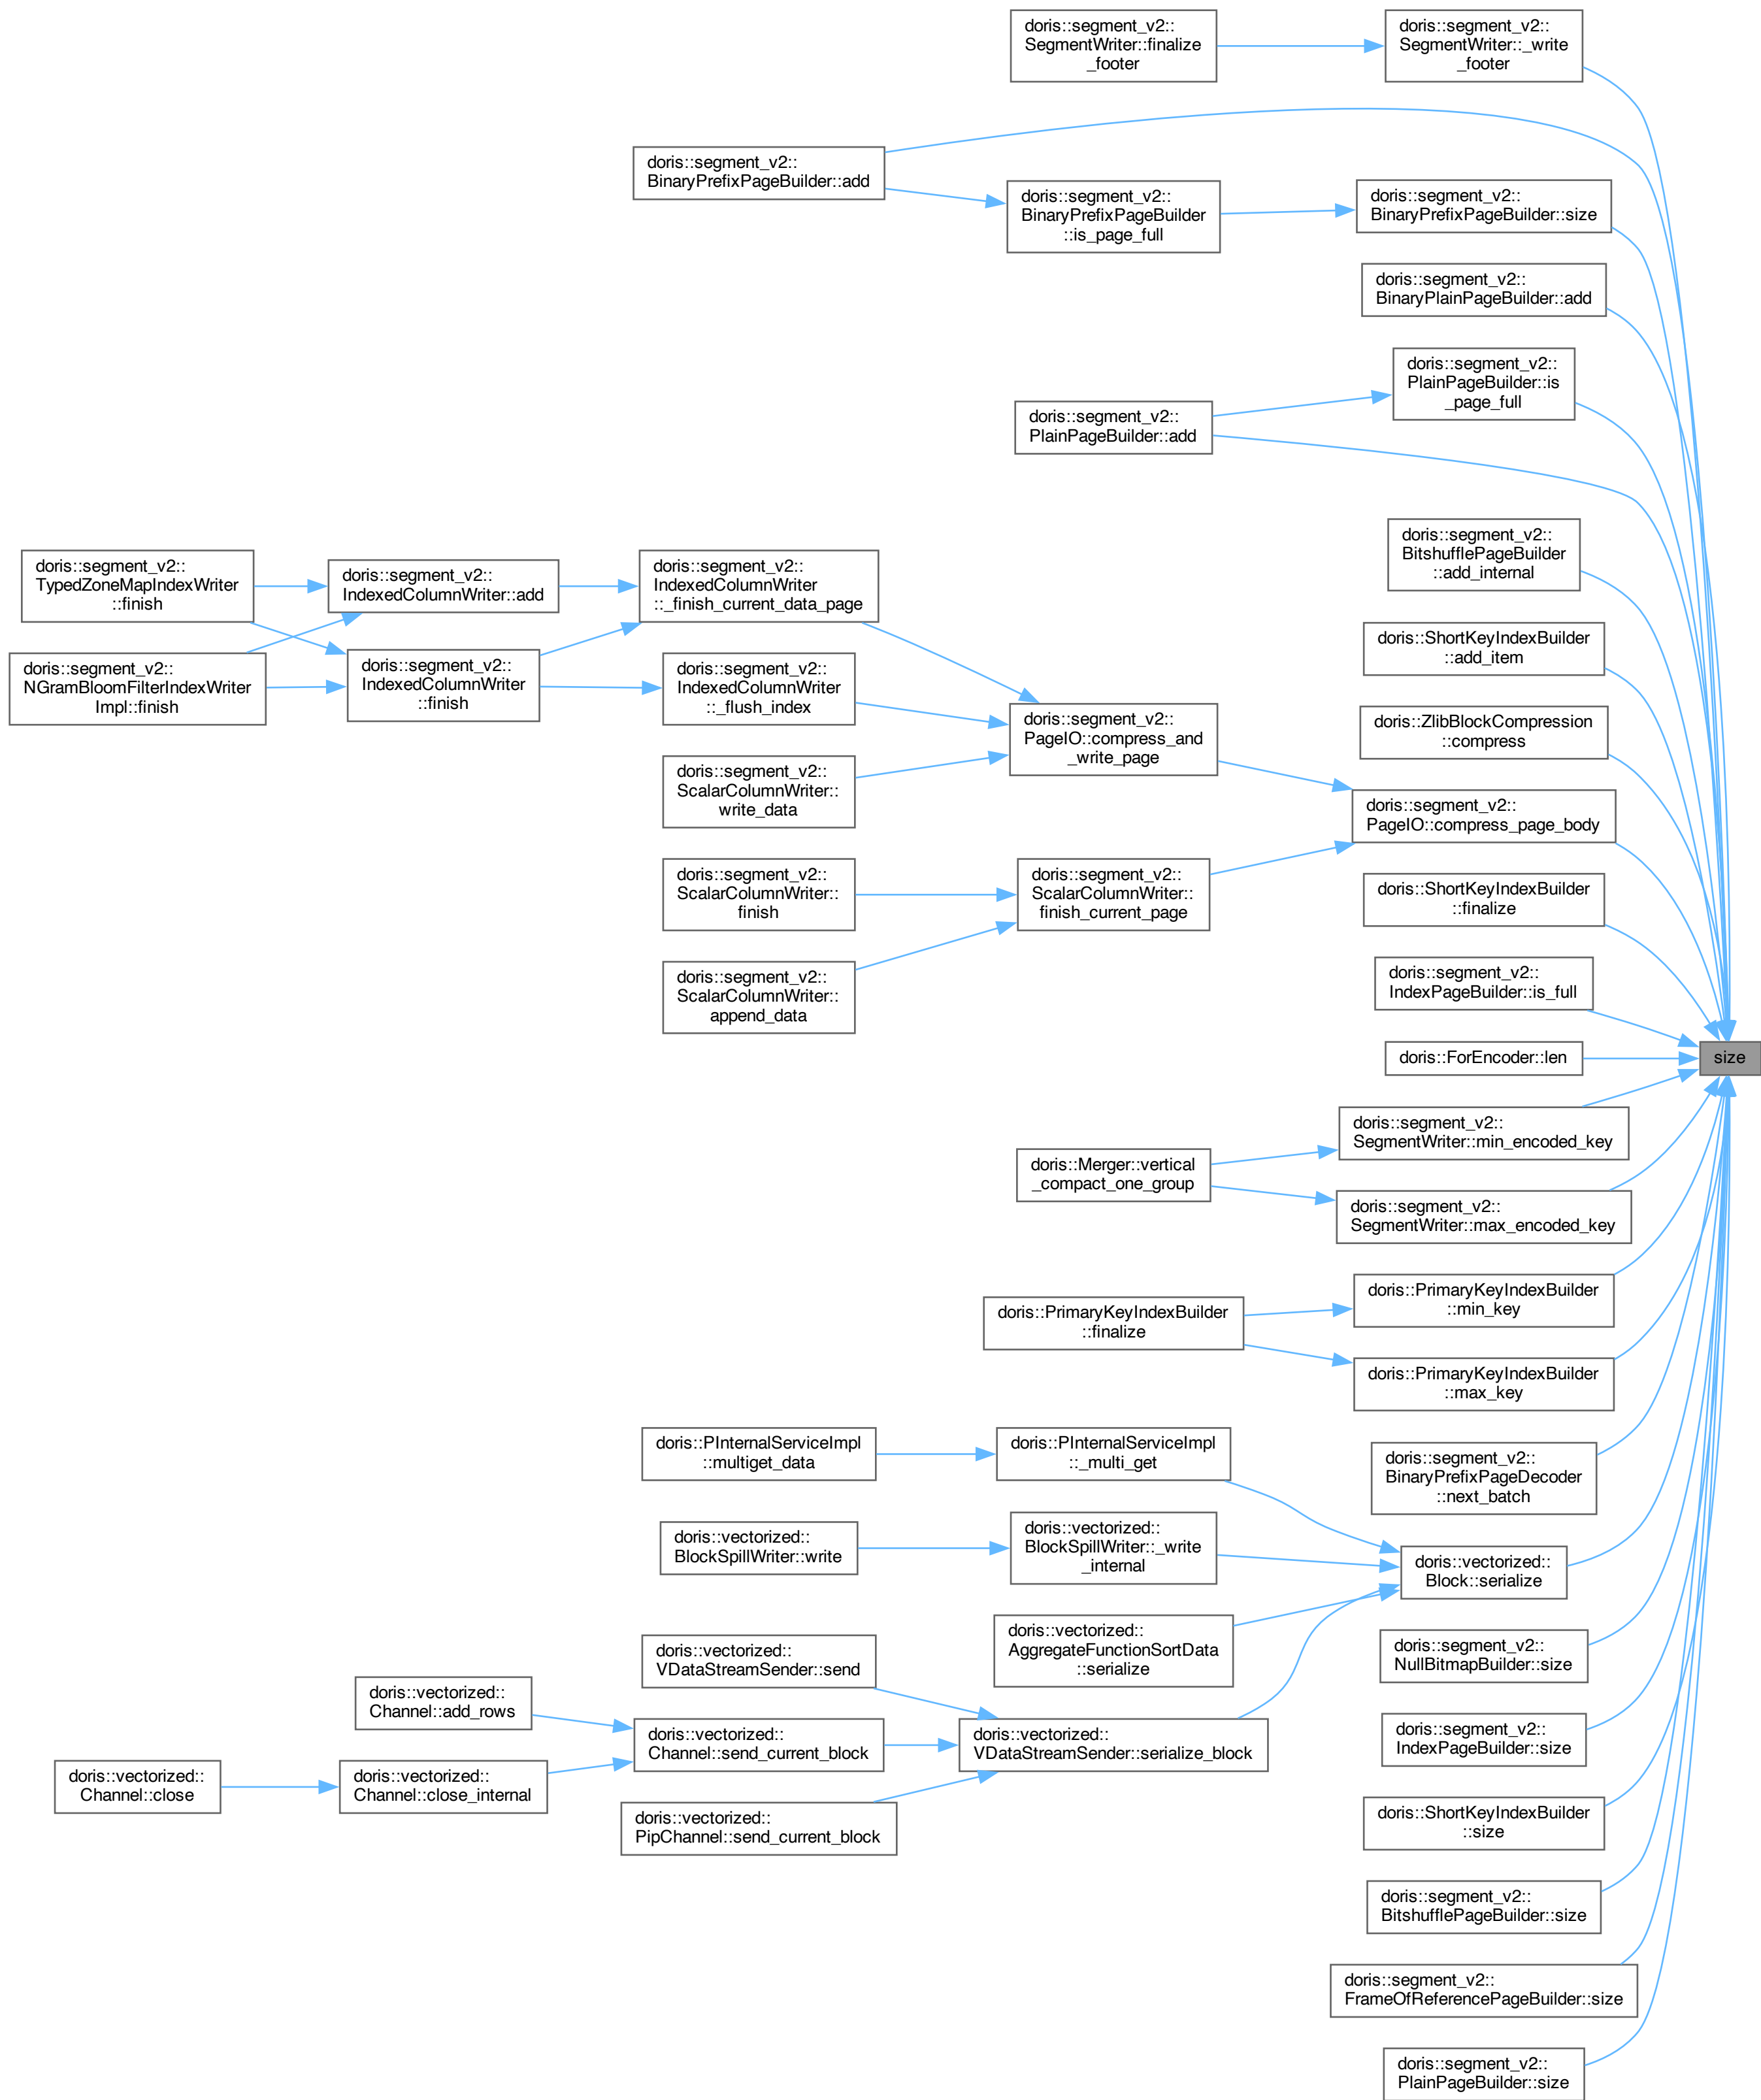 doris::segment_v2::
SegmentWriter::finalize
_footer
doris::segment_v2::
SegmentWriter::_write
_footer
doris::segment_v2::
BinaryPrefixPageBuilder::add
doris::segment_v2::
BinaryPrefixPageBuilder
::is_page_full
doris::segment_v2::
BinaryPrefixPageBuilder::size
doris::segment_v2::
BinaryPlainPageBuilder::add
doris::segment_v2::
PlainPageBuilder::is
_page_full
doris::segment_v2::
PlainPageBuilder::add
doris::segment_v2::
BitshufflePageBuilder
::add_internal
doris::segment_v2::
TypedZoneMapIndexWriter
::finish
doris::segment_v2::
IndexedColumnWriter::add
doris::segment_v2::
IndexedColumnWriter
::_finish_current_data_page
doris::ShortKeyIndexBuilder
::add_item
doris::segment_v2::
NGramBloomFilterIndexWriter
Impl::finish
doris::segment_v2::
IndexedColumnWriter
::finish
doris::segment_v2::
IndexedColumnWriter
::_flush_index
doris::segment_v2::
PageIO::compress_and
_write_page
doris::ZlibBlockCompression
::compress
doris::segment_v2::
ScalarColumnWriter::
write_data
doris::segment_v2::
PageIO::compress_page_body
doris::segment_v2::
ScalarColumnWriter::
finish
doris::segment_v2::
ScalarColumnWriter::
finish_current_page
doris::ShortKeyIndexBuilder
::finalize
doris::segment_v2::
ScalarColumnWriter::
append_data
doris::segment_v2::
IndexPageBuilder::is_full
doris::ForEncoder::len
size
doris::segment_v2::
SegmentWriter::min_encoded_key
doris::Merger::vertical
_compact_one_group
doris::segment_v2::
SegmentWriter::max_encoded_key
doris::PrimaryKeyIndexBuilder
::min_key
doris::PrimaryKeyIndexBuilder
::finalize
doris::PrimaryKeyIndexBuilder
::max_key
doris::PInternalServiceImpl
::multiget_data
doris::PInternalServiceImpl
::_multi_get
doris::segment_v2::
BinaryPrefixPageDecoder
::next_batch
doris::vectorized::
BlockSpillWriter::write
doris::vectorized::
BlockSpillWriter::_write
_internal
doris::vectorized::
Block::serialize
doris::vectorized::
AggregateFunctionSortData
::serialize
doris::segment_v2::
NullBitmapBuilder::size
doris::vectorized::
VDataStreamSender::send
doris::vectorized::
Channel::add_rows
doris::vectorized::
Channel::send_current_block
doris::vectorized::
VDataStreamSender::serialize_block
doris::segment_v2::
IndexPageBuilder::size
doris::vectorized::
Channel::close
doris::vectorized::
Channel::close_internal
doris::vectorized::
PipChannel::send_current_block
doris::ShortKeyIndexBuilder
::size
doris::segment_v2::
BitshufflePageBuilder::size
doris::segment_v2::
FrameOfReferencePageBuilder::size
doris::segment_v2::
PlainPageBuilder::size